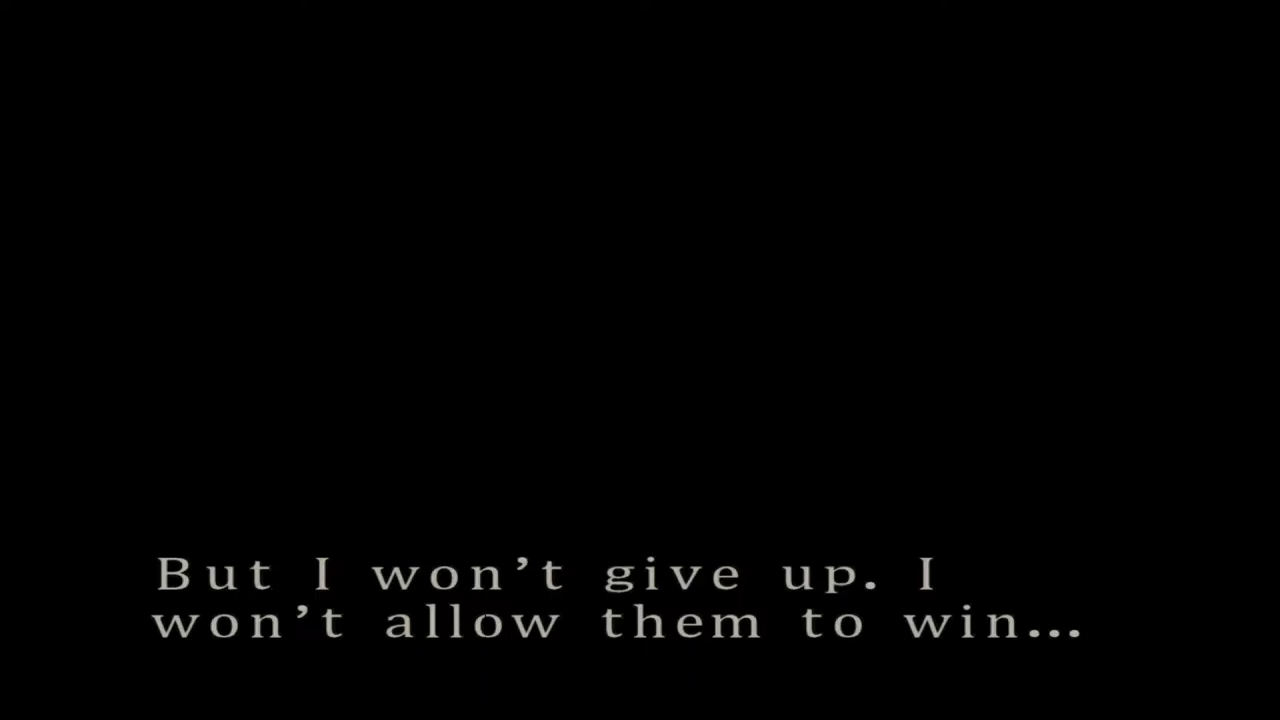 But I won’t give up. I
won’t allow them to win...